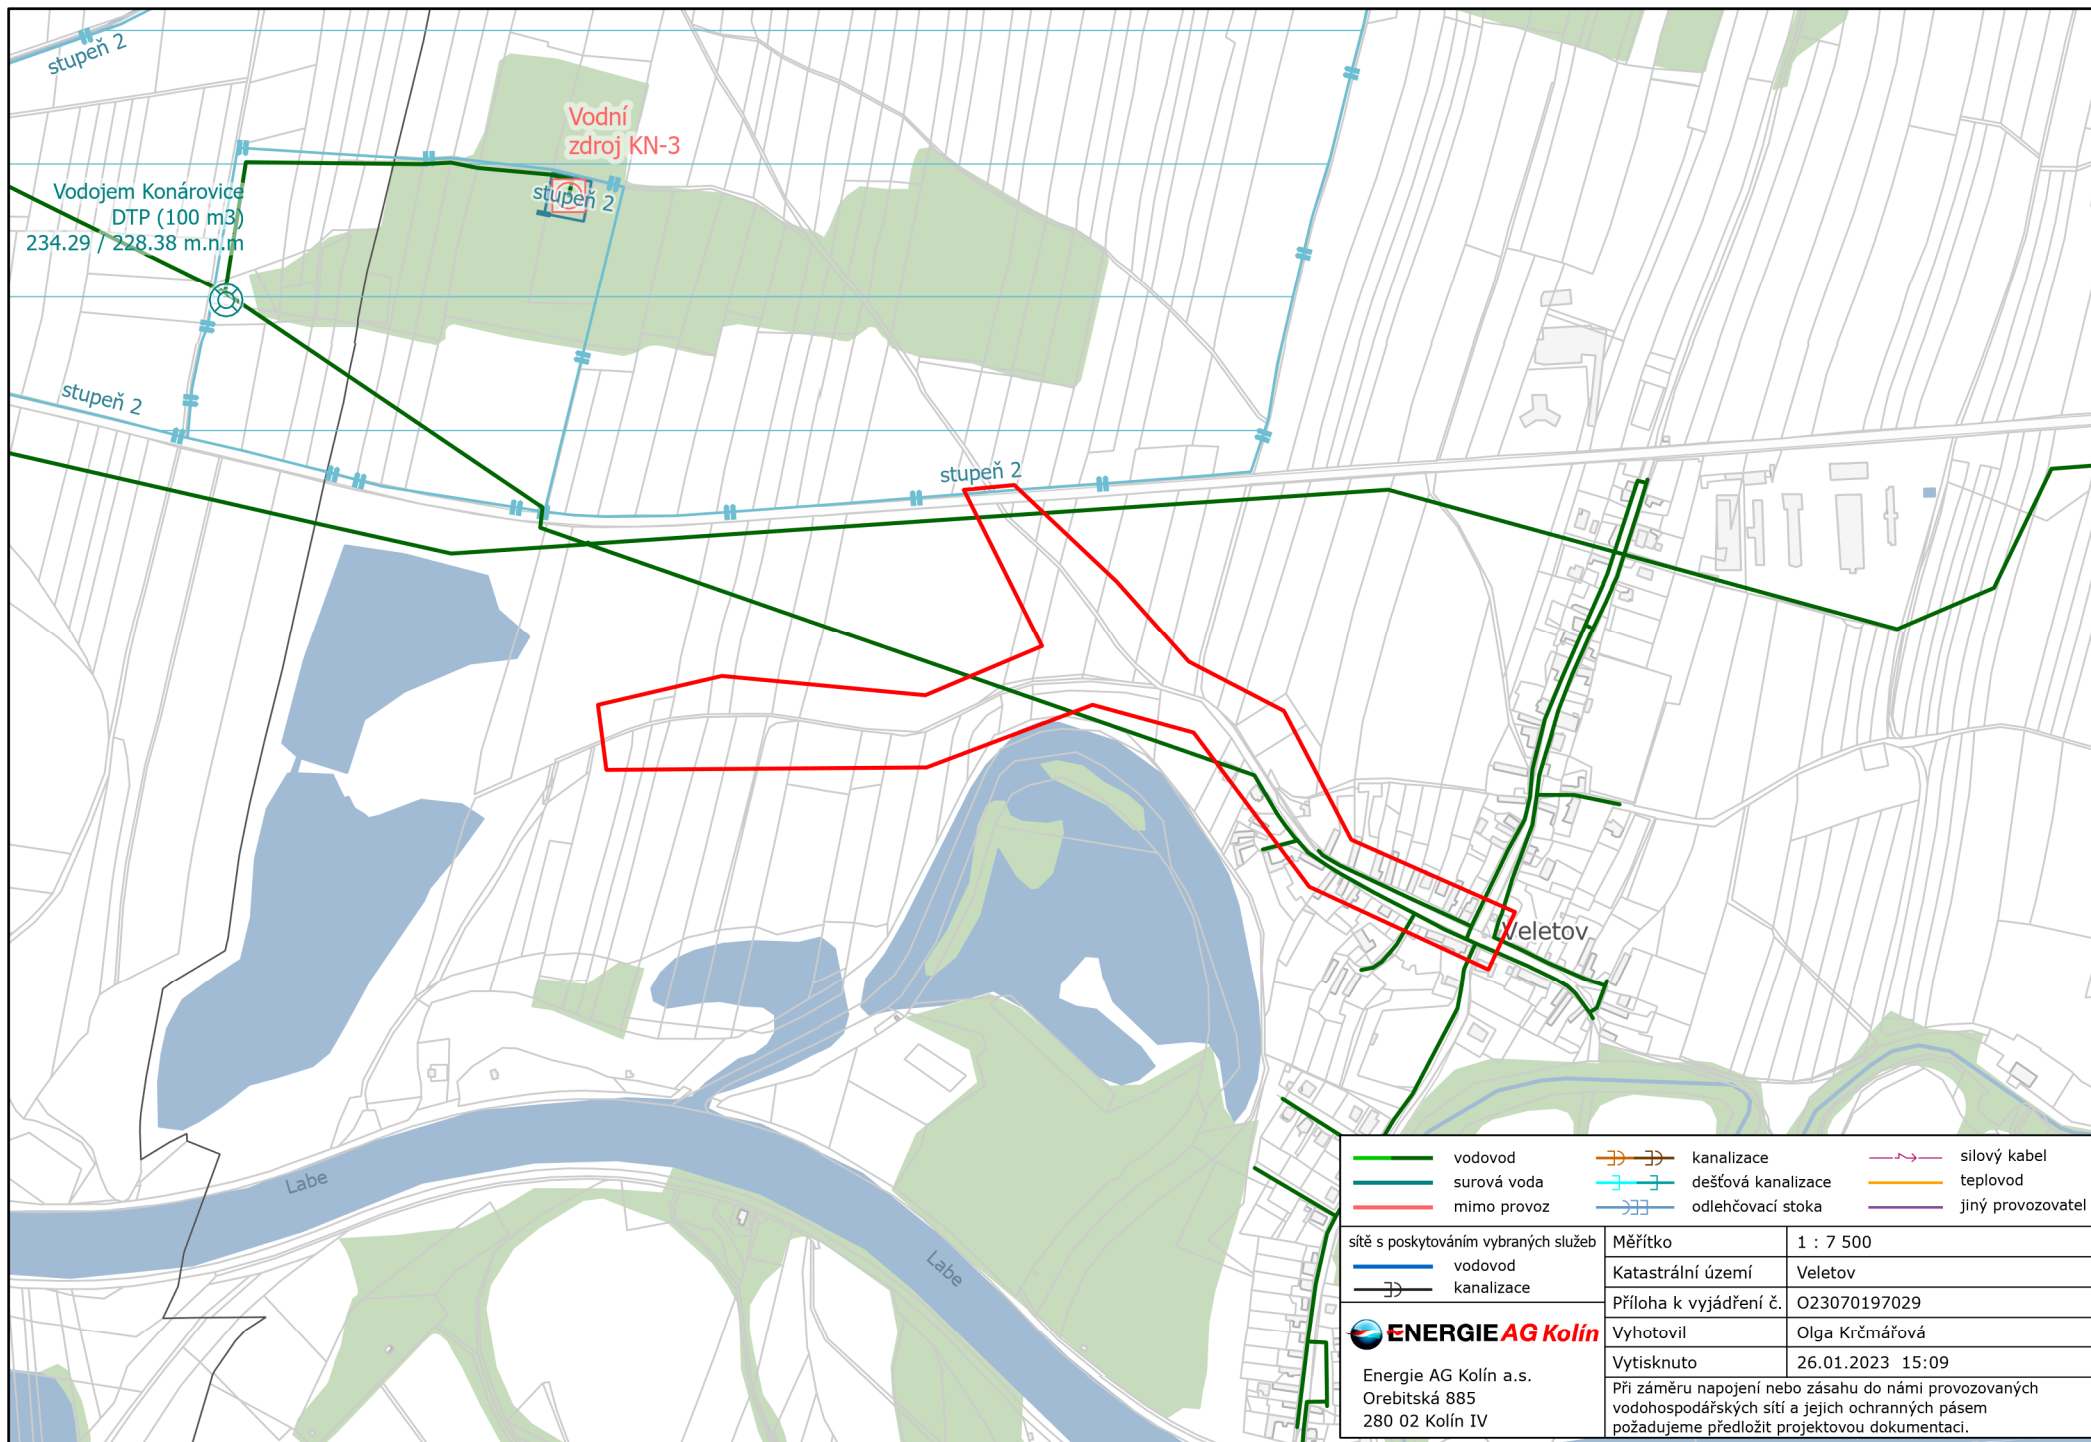 stupeň 2
Vodní
zdroj KN-3
stupeň 2
Vodojem Konárovice
DTP (100 m3)
234.29 / 228.38 m.n.m
stupeň 2
stupeň 2
Veletov
Labe
Labe
vodovod
surová voda
mimo provoz
kanalizace
dešťová kanalizace
odlehčovací stoka
silový kabel
teplovod
jiný provozovatel
sítě s poskytováním vybraných služeb
vodovod
kanalizace
Měřítko 1 : 7 500
Katastrální území Veletov
Příloha k vyjádření č. O23070197029
Vyhotovil Olga Krčmářová
Vytisknuto 26.01.2023 15:09
ENERGIE AG Kolín
Energie AG Kolín a.s.
Orebitská 885
280 02 Kolín IV
Při záměru napojení nebo zásahu do námi provozovaných
vodohospodářských sítí a jejich ochranných pásem
požadujeme předložit projektovou dokumentaci.